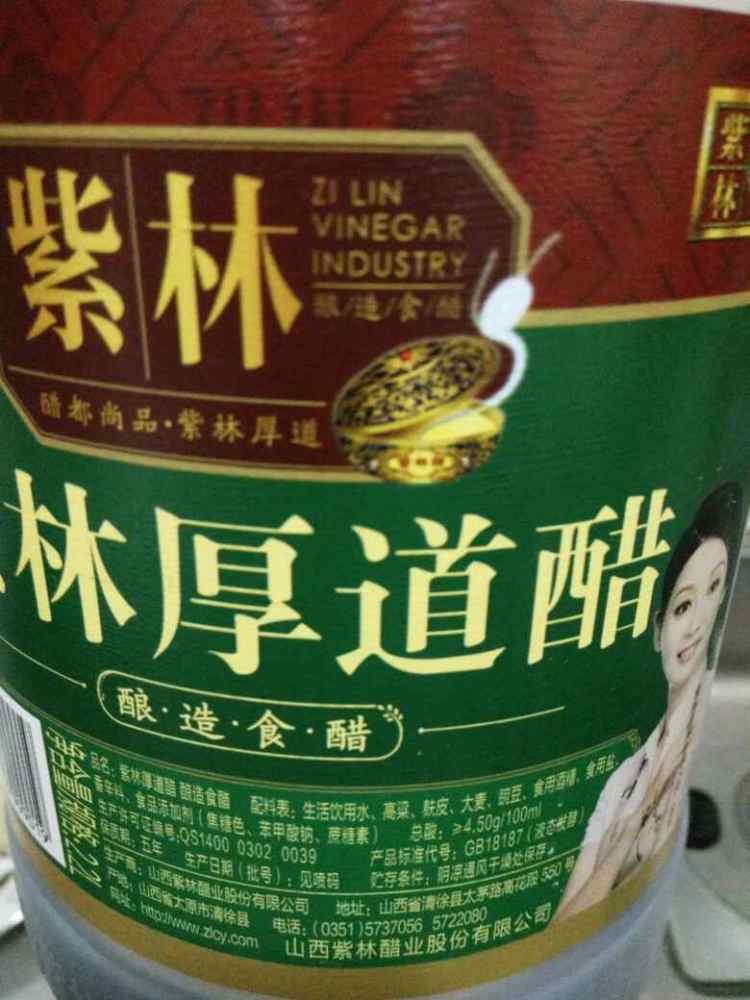 紫林
ZI LIN
VINEGAR
INDUSTRY
酿/造/食/醋
醋都尚品·紫林厚道
紫林
林厚道醋
酿·造·食·醋
品名:紫林厚道醋 酿造食醋 配料表:生活饮用水、高粱、麸皮、大麦、豌豆、食用酒精、食用盐、
香辛料、食品添加剂(焦糖色、苯甲酸钠、蔗糖素) 总酸:≥4.50g/100ml
生产许可证编号:QS1400 0302 0039 产品标准代号:GB18187(液态发酵)
保质期:五年 生产日期(批号):见喷码 贮存条件:阴凉通风干燥处保存
生产商:山西紫林醋业股份有限公司 地址:山西省清徐县太茅路高花段550号
产地:山西省太原市清徐县 电话:(0351)5737056 5722080
网址:http://www.zlcy.com 山西紫林醋业股份有限公司